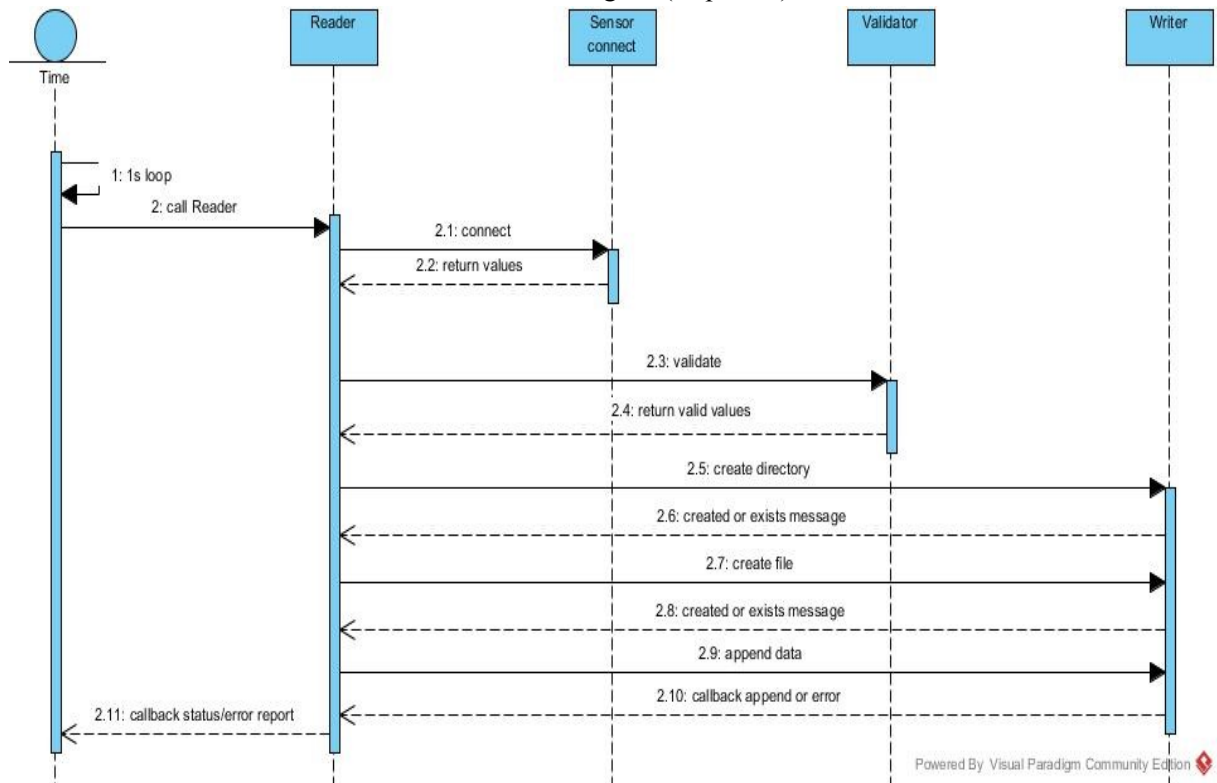 Reader
Sensor
connect
Validator
Writer
Time
1: 1s loop
2: call Reader
2.1: connect
2.2: return values
2.3: validate
2.4: return valid values
2.5: create directory
2.6: created or exists message
2.7: create file
2.8: created or exists message
2.9: append data
2.10: callback append or error
2.11: callback status/error report
Powered By Visual Paradigm Community Edition